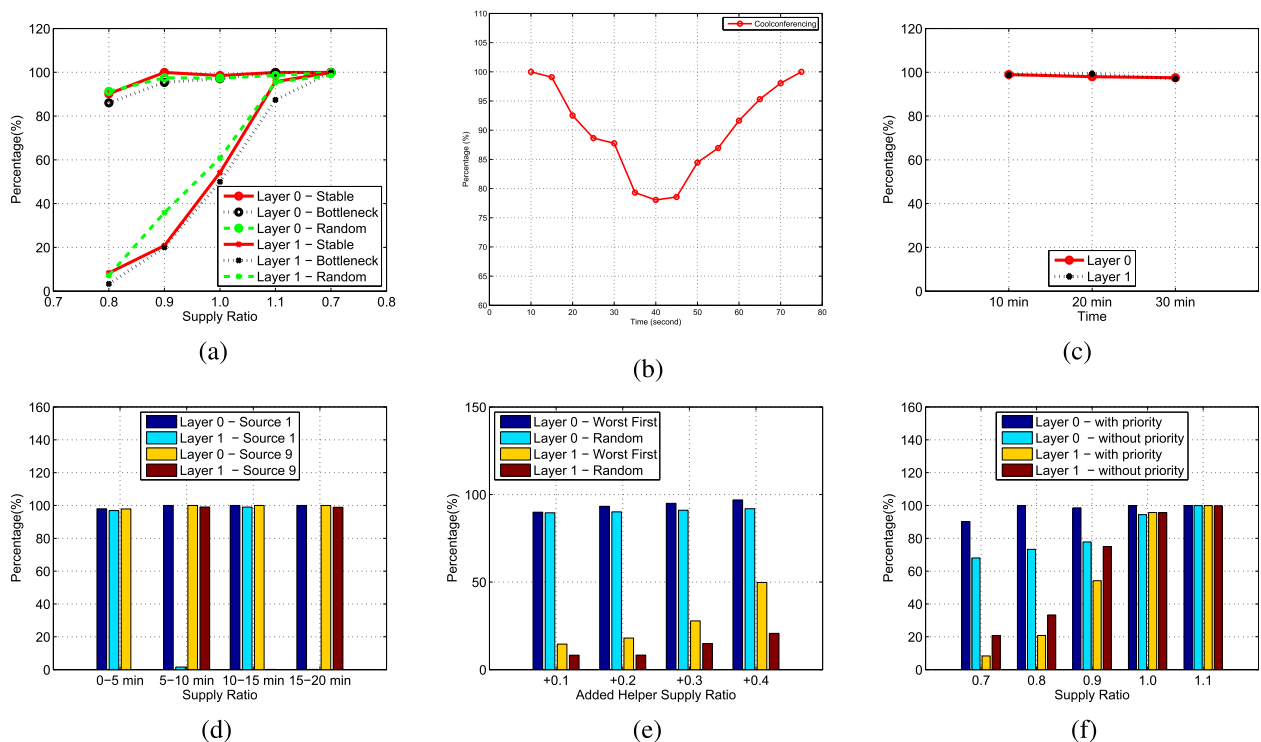 120
100
80
60
40
20
0
Percentage(%)
0.7 0.8 0.9 1.0 1.1 0.7 0.8
Supply Ratio
Layer 0 − Stable
Layer 0 − Bottleneck
Layer 0 − Random
Layer 1 − Stable
Layer 1 − Bottleneck
Layer 1 − Random
(a)
110
105
100
95
90
85
80
75
70
65
60
Percentage (%)
0 10 20 30 40 50 60 70 80
Time (second)
Coolconferencing
(b)
120
100
80
60
40
20
0
Percentage(%)
10 min 20 min 30 min
Time
Layer 0
Layer 1
(c)
160
140
120
100
80
60
40
20
0
Percentage(%)
0−5 min 5−10 min 10−15 min 15−20 min
Supply Ratio
Layer 0 − Source 1
Layer 1 − Source 1
Layer 0 − Source 9
Layer 1 − Source 9
(d)
150
100
50
0
Percentage(%)
+0.1 +0.2 +0.3 +0.4
Added Helper Supply Ratio
Layer 0 − Worst First
Layer 0 − Random
Layer 1 − Worst First
Layer 1 − Random
(e)
160
140
120
100
80
60
40
20
0
Percentage(%)
0.7 0.8 0.9 1.0 1.1
Supply Ratio
Layer 0 − with priority
Layer 0 − without priority
Layer 1 − with priority
Layer 1 − without priority
(f)